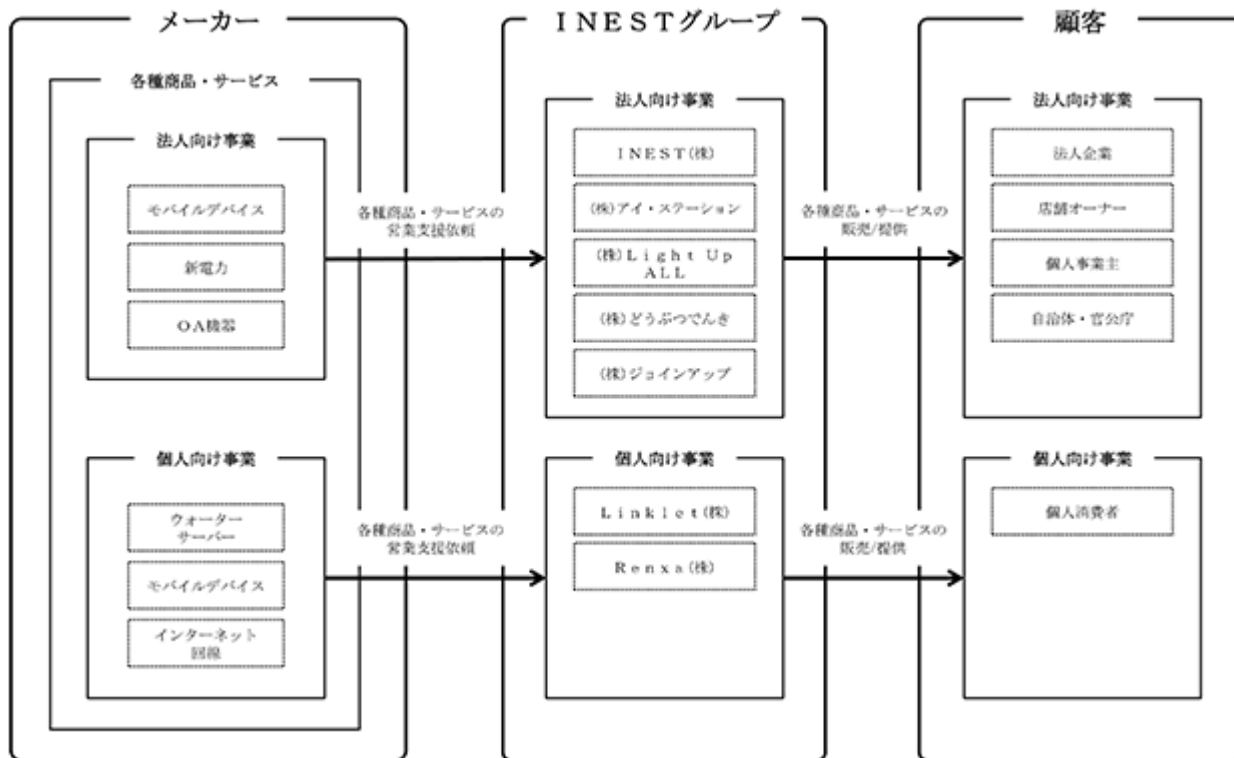 メーカー
各種商品・サービス
法人向け事業
モバイルデバイス
新電力
OA機器
個人向け事業
ウォーター
サーバー
モバイルデバイス
インターネット
回線
各種商品・サービスの
営業支援依頼
各種商品・サービスの
営業支援依頼
INESTグループ
法人向け事業
INEST(株)
(株)アイ・ステーション
(株)Light Up
ALL
(株)どうぶつでんき
(株)ジョインアップ
個人向け事業
Linklet(株)
Renxa(株)
各種商品・サービスの
販売/提供
各種商品・サービスの
販売/提供
顧客
法人向け事業
法人企業
店舗オーナー
個人事業主
自治体・官公庁
個人向け事業
個人消費者